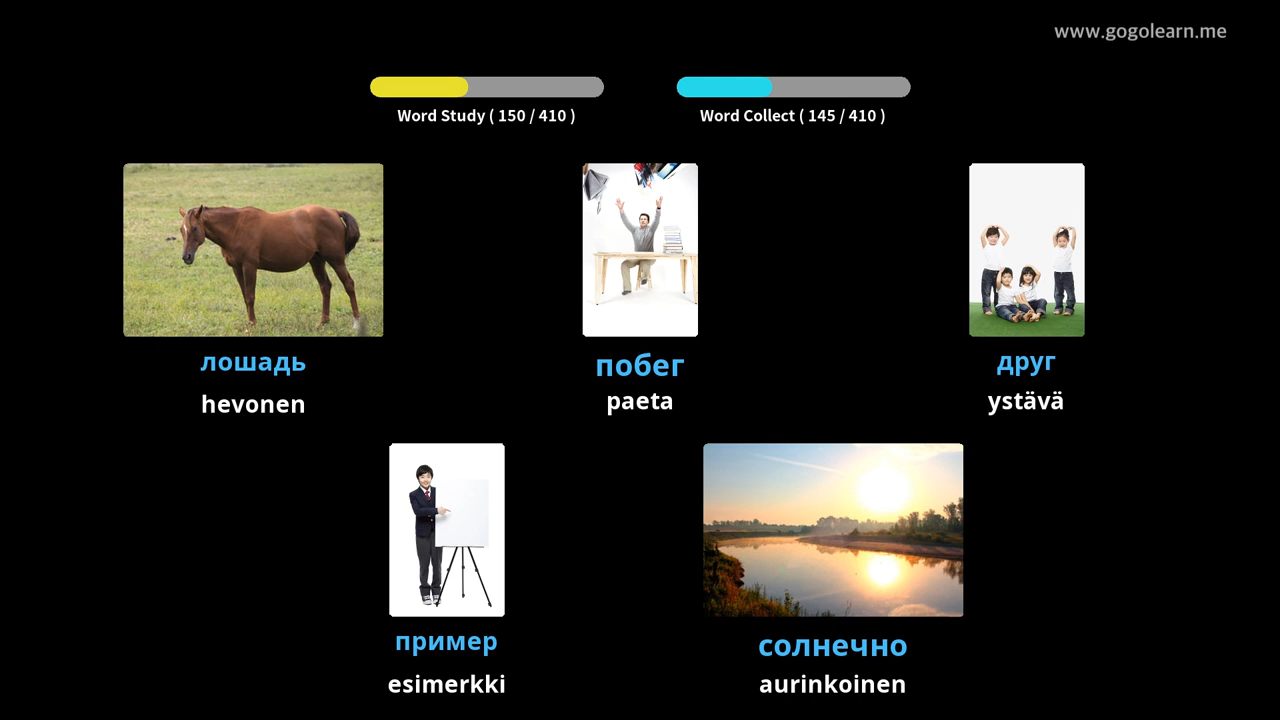 www.gogolearn.me
Word Study ( 150 / 410 )
Word Collect ( 145 / 410 )
лошадь
hevonen
побег
paeta
друг
ystävä
пример
esimerkki
солнечно
aurinkoinen